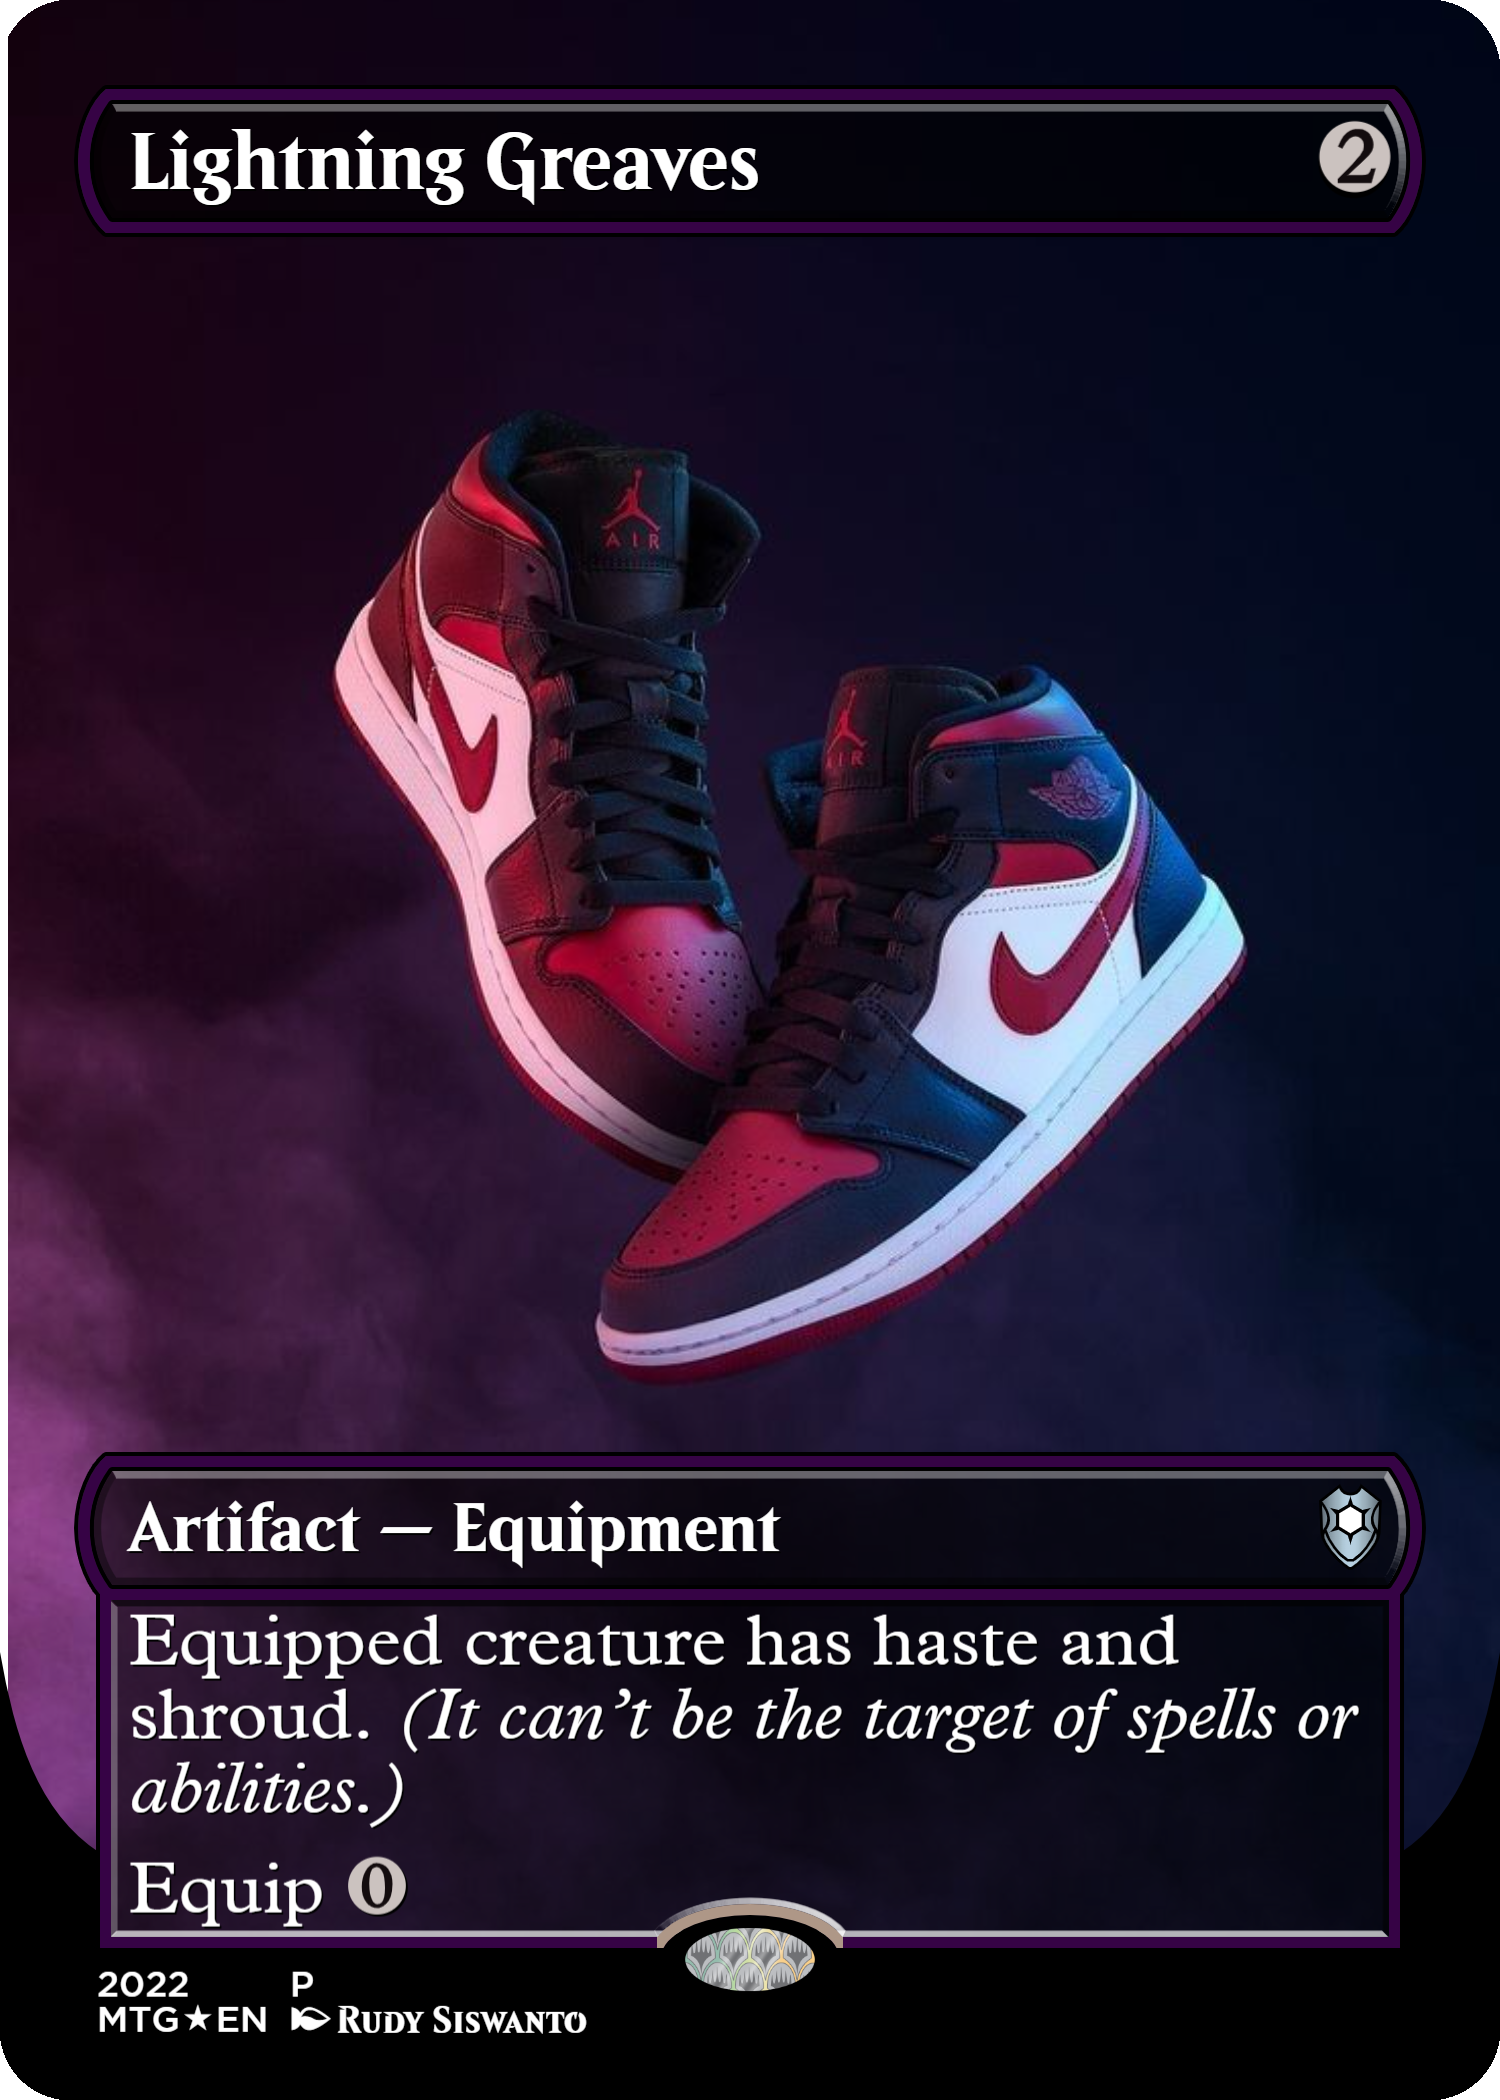 Lightning Greaves 2
AIR
AIR
Artifact — Equipment
Equipped creature has haste and
shroud. (It can't be the target of spells or
abilities.)
Equip 0
2022 P
MTG★EN RUDY SISWANTO